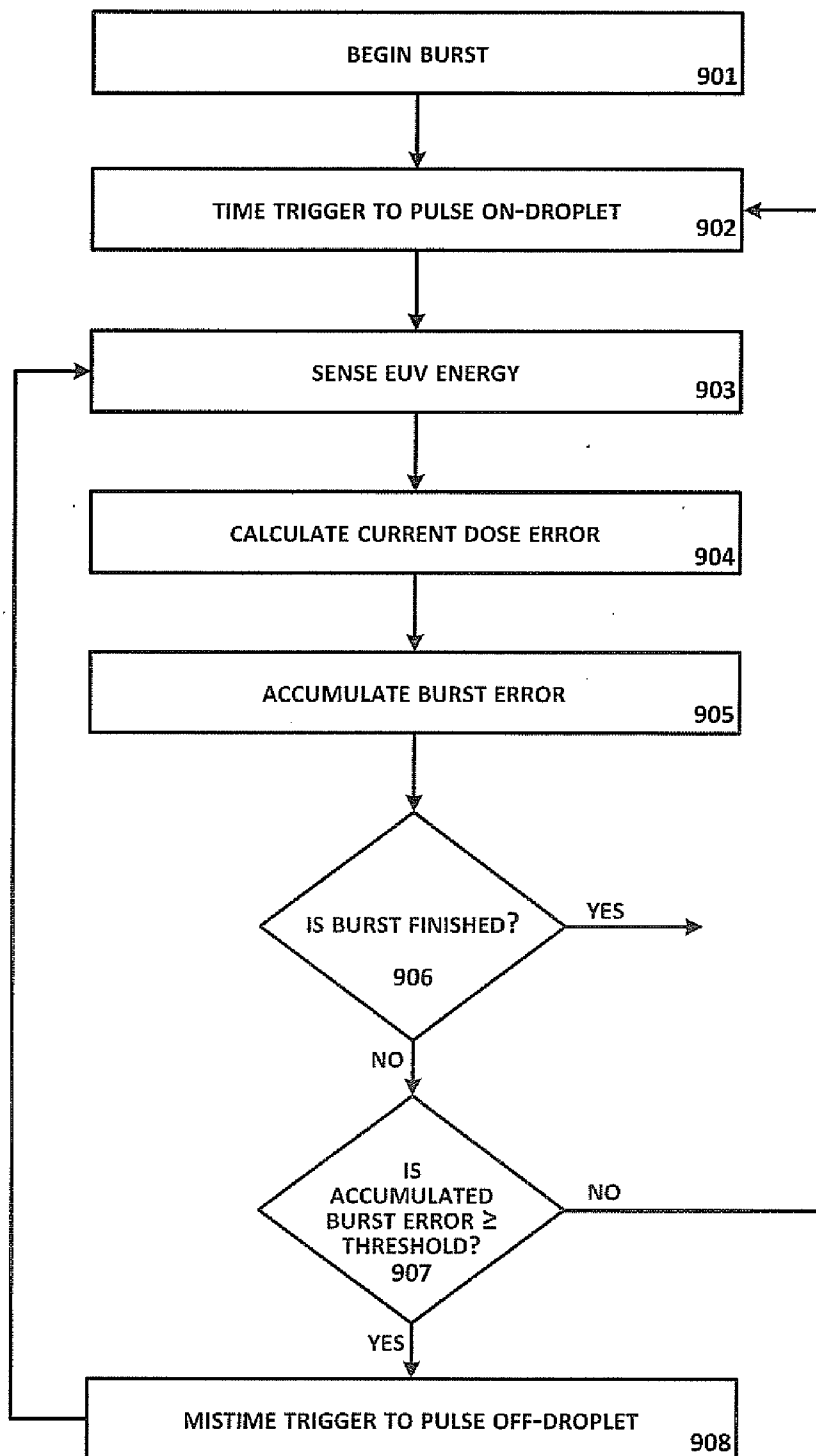 BEGIN BURST
901
TIME TRIGGER TO PULSE ON-DROPLET
902
SENSE EUV ENERGY
903
CALCULATE CURRENT DOSE ERROR
904
ACCUMULATE BURST ERROR
905
IS BURST FINISHED?
906
YES
NO
IS
ACCUMULATED
BURST ERROR ≥
THRESHOLD?
907
NO
YES
MISTIME TRIGGER TO PULSE OFF-DROPLET
908